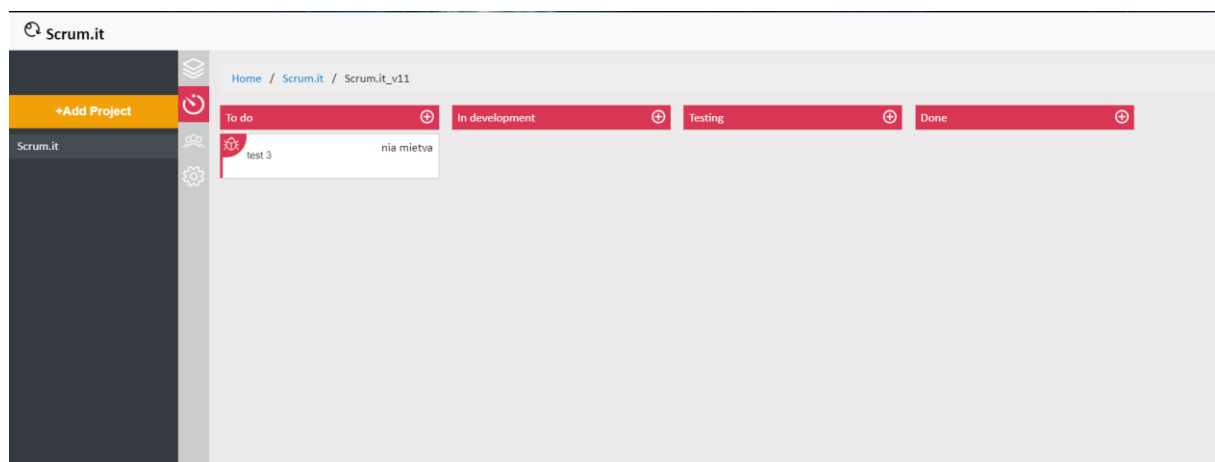 Scrum.it
Home / Scrum.it / Scrum.it_v11
+Add Project
Scrum.it
To do
In development
Testing
Done
test 3
nia mietva